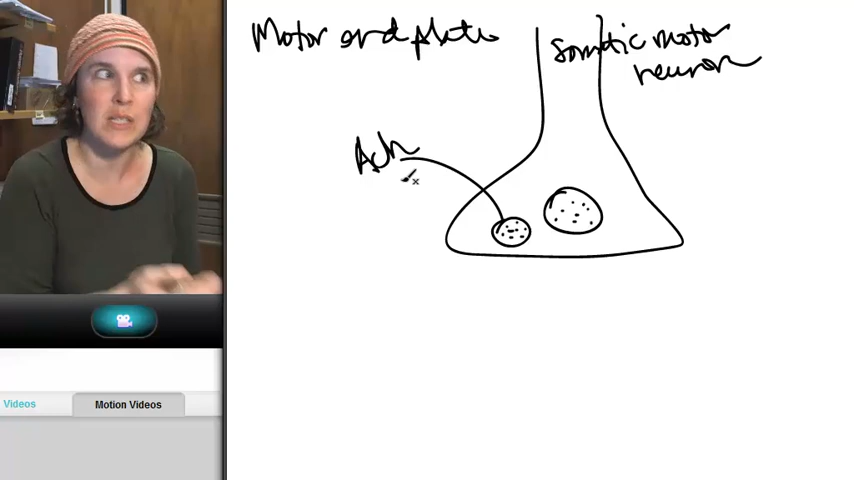 Motor end plate
Somatic motor
neuron
Ach
Videos
Motion Videos